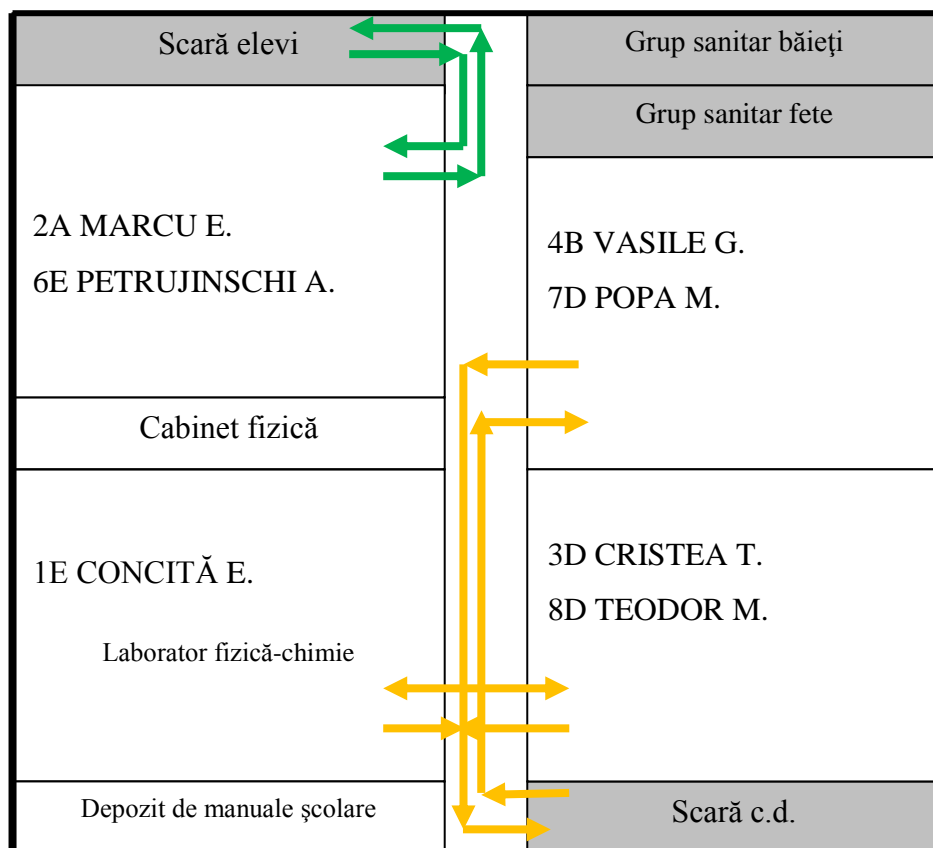 Scară elevi
Grup sanitar băieţi
Grup sanitar fete
2A MARCU E.
6E PETRUJINSCHI A.
4B VASILE G.
7D POPA M.
Cabinet fizică
1E CONCITĂ E.
Laborator fizică-chimie
3D CRISTEA T.
8D TEODOR M.
Depozit de manuale şcolare
Scară c.d.